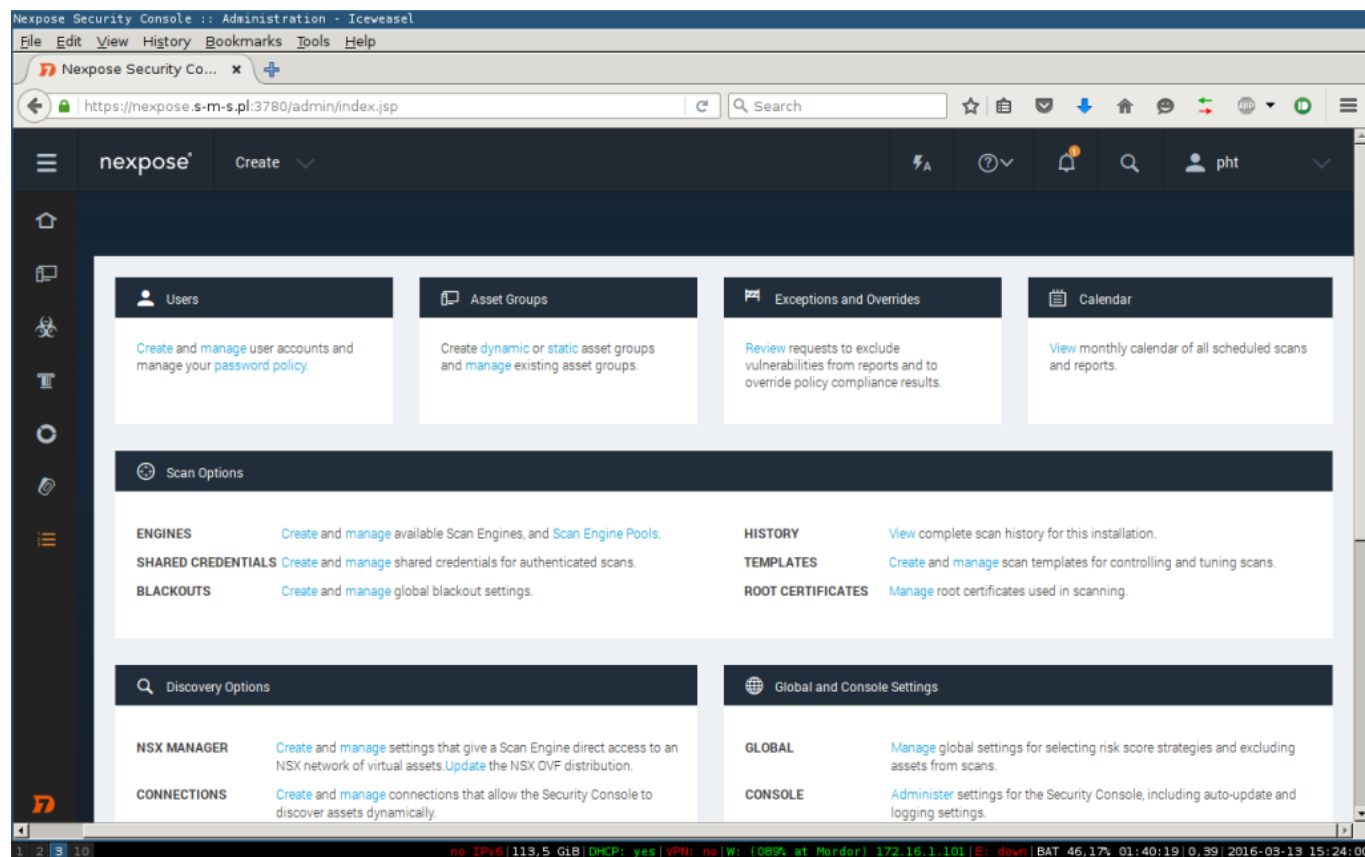 Nexpose Security Console :: Administration - Iceweasel
File Edit View History Bookmarks Tools Help
Nexpose Security Co...
https://nexpose.s-m-s.pl:3780/admin/index.jsp
Search
ABP
nexpose
Create
A
1
pht
Users
Create and manage user accounts and
manage your password policy.
Asset Groups
Create dynamic or static asset groups
and manage existing asset groups.
Exceptions and Overrides
Review requests to exclude
vulnerabilities from reports and to
override policy compliance results.
Calendar
View monthly calendar of all scheduled scans
and reports.
Scan Options
ENGINES Create and manage available Scan Engines, and Scan Engine Pools.
SHARED CREDENTIALS Create and manage shared credentials for authenticated scans.
BLACKOUTS Create and manage global blackout settings.
HISTORY View complete scan history for this installation.
TEMPLATES Create and manage scan templates for controlling and tuning scans.
ROOT CERTIFICATES Manage root certificates used in scanning.
Discovery Options
NSX MANAGER Create and manage settings that give a Scan Engine direct access to an
NSX network of virtual assets.Update the NSX OVF distribution.
CONNECTIONS Create and manage connections that allow the Security Console to
discover assets dynamically.
Global and Console Settings
GLOBAL Manage global settings for selecting risk score strategies and excluding
assets from scans.
CONSOLE Administer settings for the Security Console, including auto-update and
logging settings.
1 2 3 10
no IPv6|113,5 GiB|DHCP: yes|VPN: no|W: (089% at Mordor) 172.16.1.101|E: down|BAT 46,17% 01:40:19|0,39|2016-03-13 15:24:0